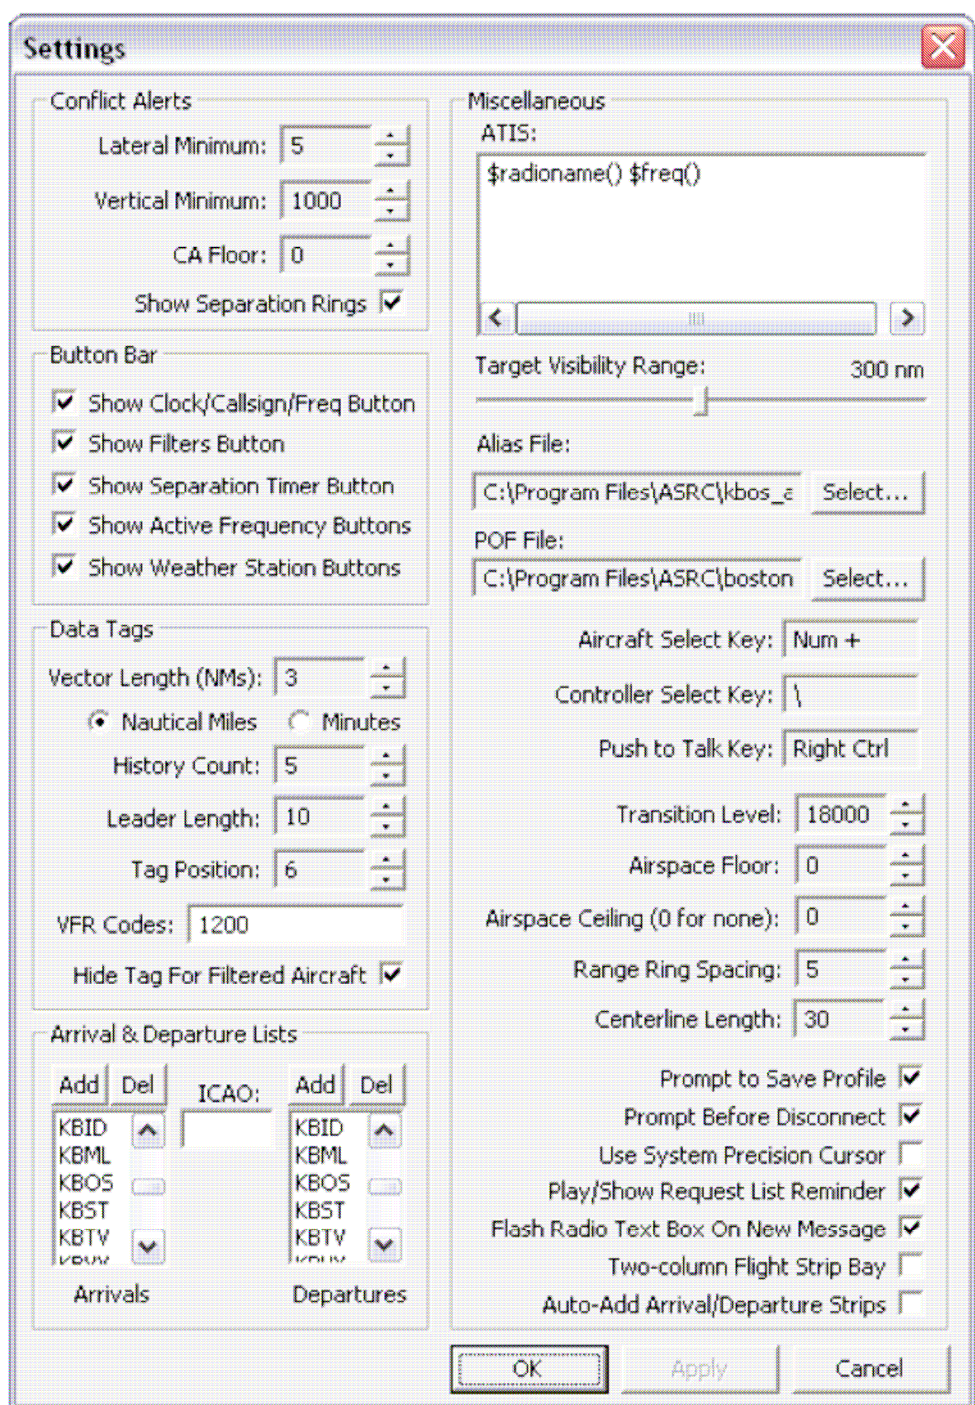 Settings
Conflict Alerts
Lateral Minimum: 5
Vertical Minimum: 1000
CA Floor: 0
Show Separation Rings
Button Bar
Show Clock/Callsign/Freq Button
Show Filters Button
Show Separation Timer Button
Show Active Frequency Buttons
Show Weather Station Buttons
Data Tags
Vector Length (NMs): 3
Nautical Miles Minutes
History Count: 5
Leader Length: 10
Tag Position: 6
VFR Codes: 1200
Hide Tag For Filtered Aircraft
Arrival & Departure Lists
Add Del ICAO: Add Del
KBID KBID
KBML KBML
KBOS KBOS
KBST KBST
KBTV KBTV
Arrivals Departures
Miscellaneous
ATIS:
$radioname() $freq()
Target Visibility Range: 300 nm
Alias File:
C:\Program Files\ASRC\kbos_a Select...
POF File:
C:\Program Files\ASRC\boston Select...
Aircraft Select Key: Num +
Controller Select Key: \
Push to Talk Key: Right Ctrl
Transition Level: 18000
Airspace Floor: 0
Airspace Ceiling (0 for none): 0
Range Ring Spacing: 5
Centerline Length: 30
Prompt to Save Profile
Prompt Before Disconnect
Use System Precision Cursor
Play/Show Request List Reminder
Flash Radio Text Box On New Message
Two-column Flight Strip Bay
Auto-Add Arrival/Departure Strips
OK Apply Cancel